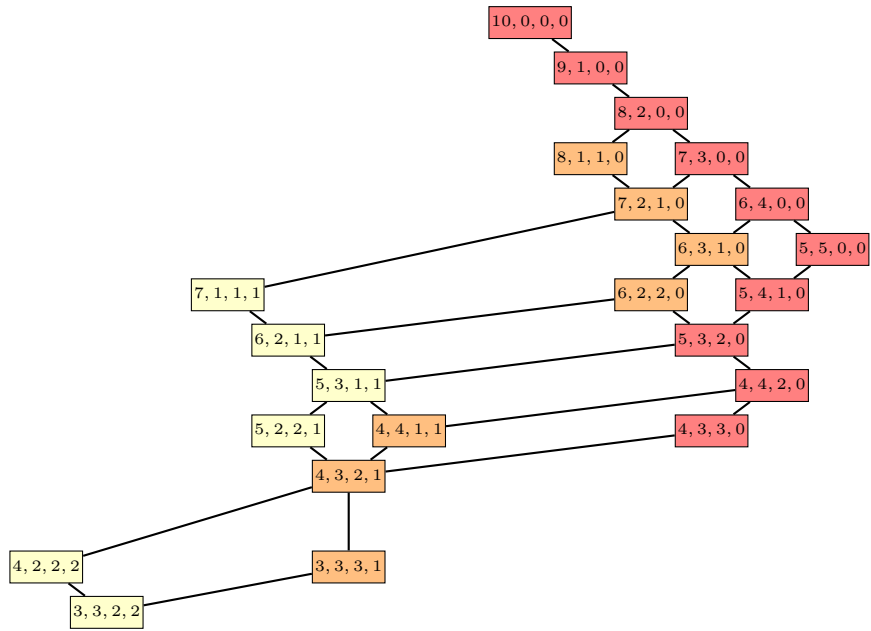 10, 0, 0, 0
9, 1, 0, 0
8, 2, 0, 0
8, 1, 1, 0
7, 3, 0, 0
7, 2, 1, 0
6, 4, 0, 0
6, 3, 1, 0
5, 5, 0, 0
7, 1, 1, 1
6, 2, 2, 0
5, 4, 1, 0
6, 2, 1, 1
5, 3, 2, 0
5, 3, 1, 1
4, 4, 2, 0
5, 2, 2, 1
4, 4, 1, 1
4, 3, 3, 0
4, 3, 2, 1
4, 2, 2, 2
3, 3, 3, 1
3, 3, 2, 2